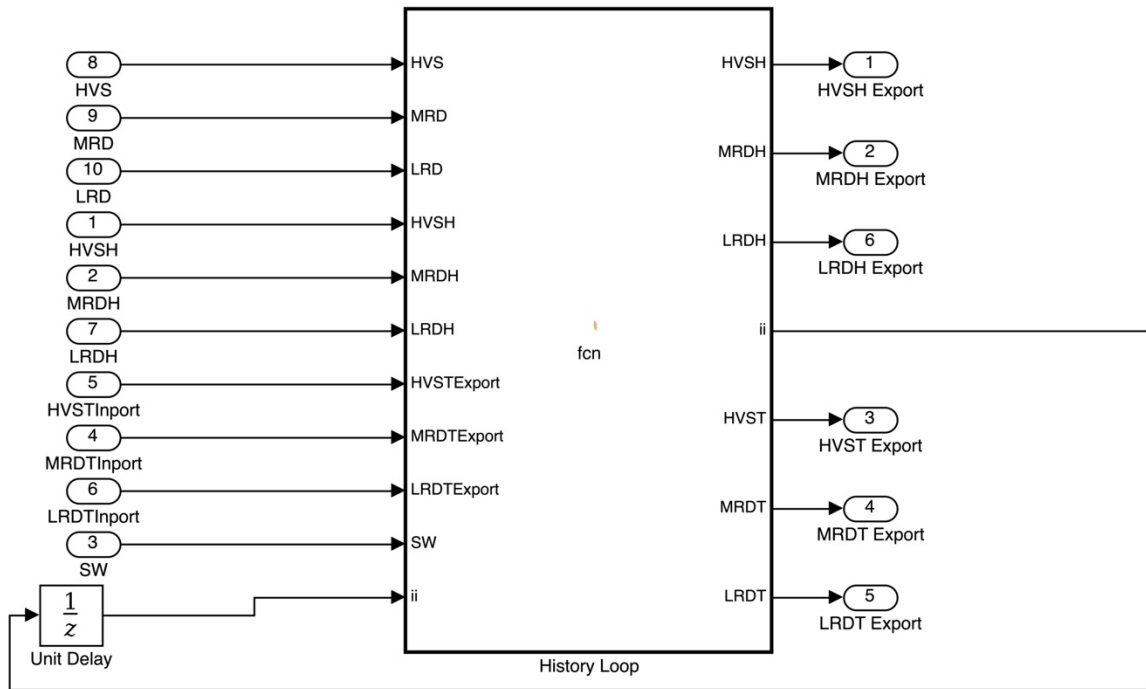 8
HVS
9
MRD
10
LRD
1
HVSH
2
MRDH
7
LRDH
5
HVSTInport
4
MRDTInport
6
LRDTInport
3
SW
1
z
Unit Delay
HVS
MRD
LRD
HVSH
MRDH
LRDH
HVSTExport
MRDTExport
LRDTExport
SW
ii
fcn
HVSH
MRDH
LRDH
ii
HVST
MRDT
LRDT
History Loop
1
HVSH Export
2
MRDH Export
6
LRDH Export
3
HVST Export
4
MRDT Export
5
LRDT Export